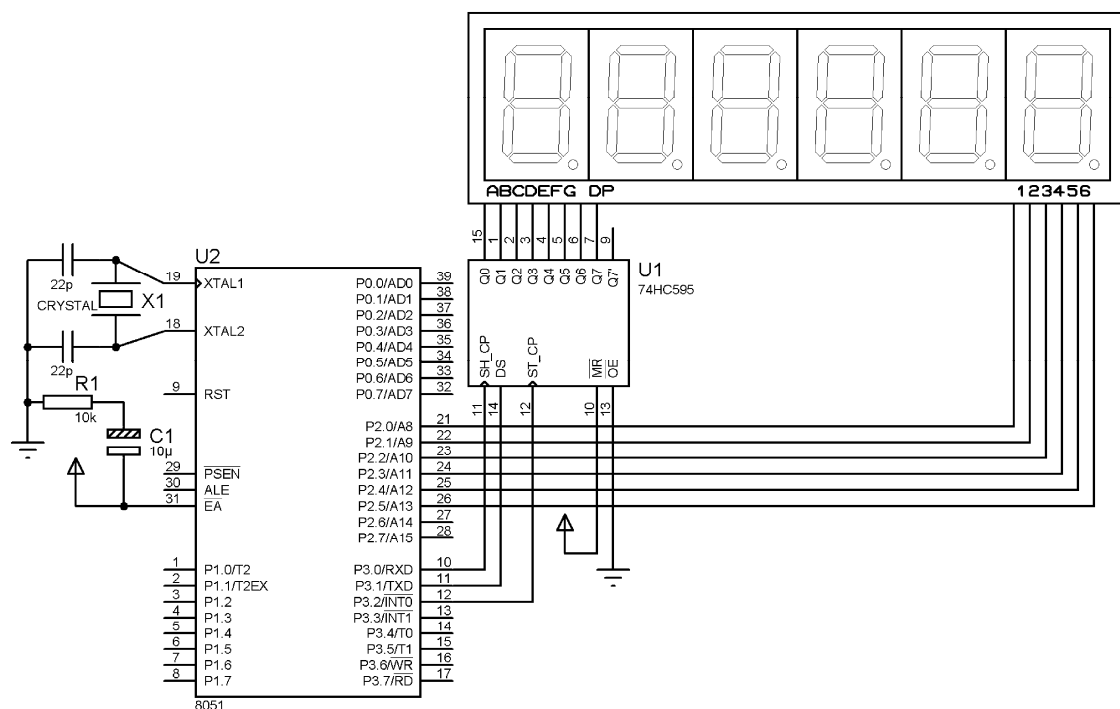 ABCDEFG DP
123456
15 1 2 3 4 5 6 7 9
Q0 Q1 Q2 Q3 Q4 Q5 Q6 Q7 Q7'
U1
74HC595
SH_CP DS ST_CP MR OE
11 14 12 10 13
22p
CRYSTAL
X1
22p
R1
10k
C1
10µ
U2
19 XTAL1
18 XTAL2
9 RST
29 PSEN
30 ALE
31 EA
1 P1.0/T2
2 P1.1/T2EX
3 P1.2
4 P1.3
5 P1.4
6 P1.5
7 P1.6
8 P1.7
P0.0/AD0 39
P0.1/AD1 38
P0.2/AD2 37
P0.3/AD3 36
P0.4/AD4 35
P0.5/AD5 34
P0.6/AD6 33
P0.7/AD7 32
P2.0/A8 21
P2.1/A9 22
P2.2/A10 23
P2.3/A11 24
P2.4/A12 25
P2.5/A13 26
P2.6/A14 27
P2.7/A15 28
P3.0/RXD 10
P3.1/TXD 11
P3.2/INT0 12
P3.3/INT1 13
P3.4/T0 14
P3.5/T1 15
P3.6/WR 16
P3.7/RD 17
8051